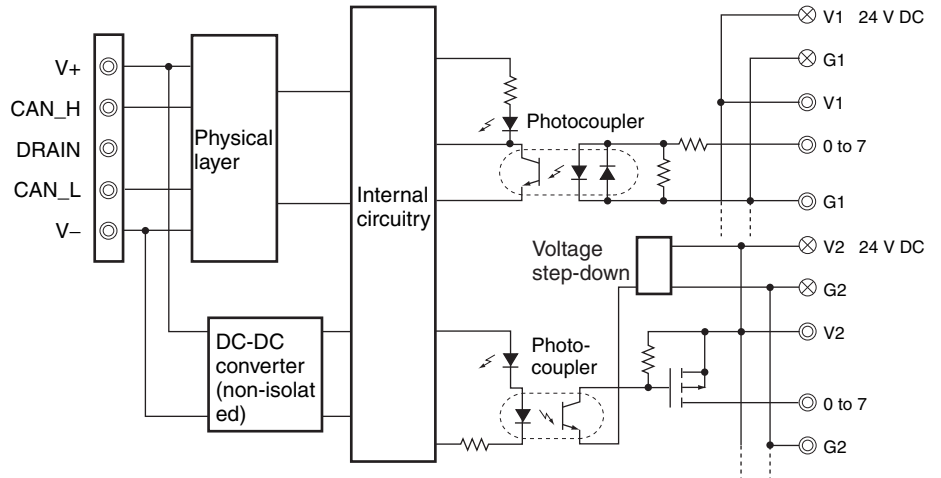 V+
CAN_H
DRAIN
CAN_L
V−
Physical
layer
DC-DC
converter
(non-isolat
ed)
Internal
circuitry
Photocoupler
Voltage
step-down
Photo-
coupler
V1 24 V DC
G1
V1
0 to 7
G1
V2 24 V DC
G2
V2
0 to 7
G2